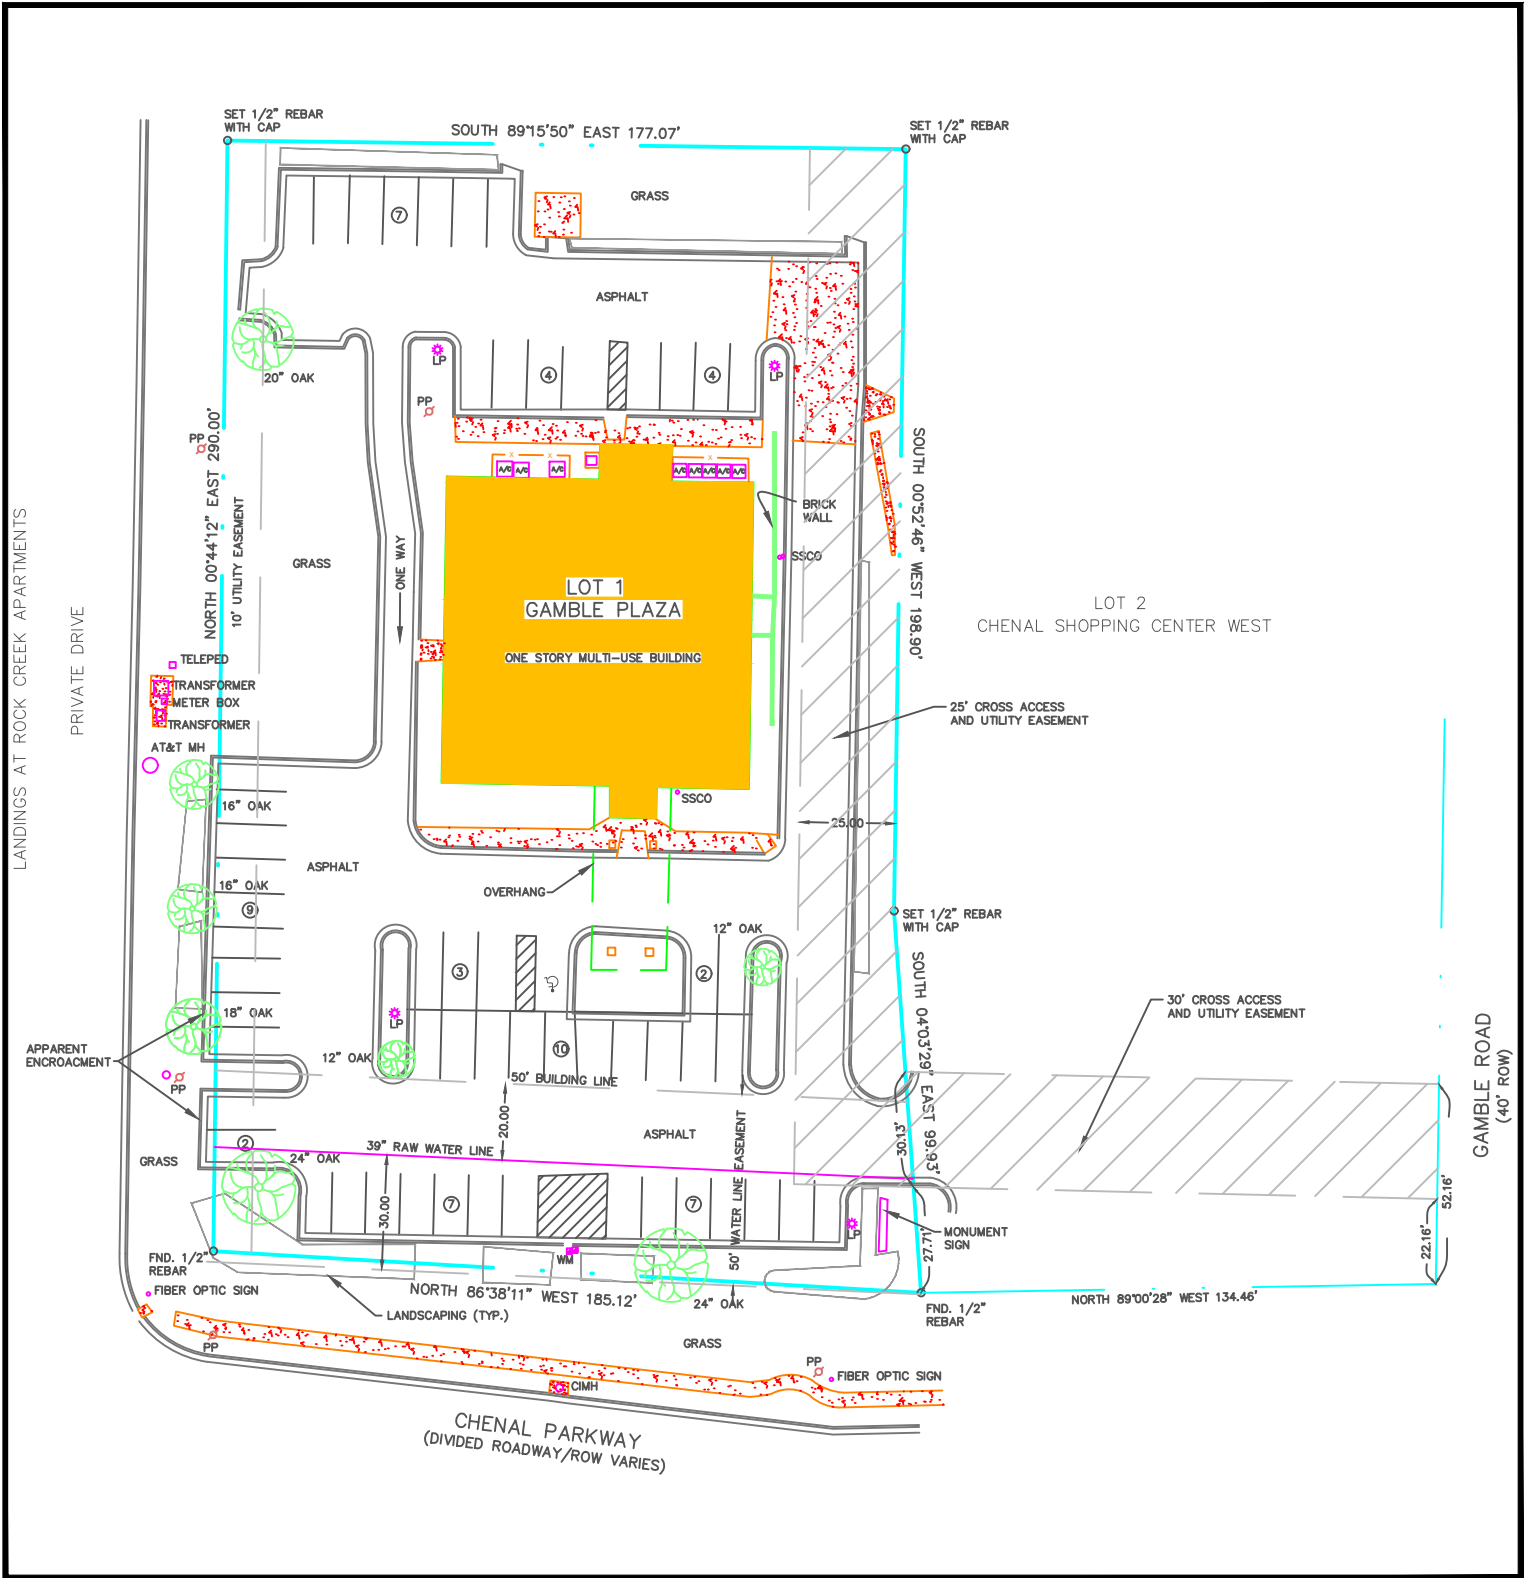 SET 1/2" REBAR
WITH CAP
SOUTH 89°15'50" EAST 177.07'
SET 1/2" REBAR
WITH CAP
GRASS
7
ASPHALT
LP
4
4
LP
20" OAK
PP
PP
NORTH 00°44'12" EAST 290.00'
10' UTILITY EASEMENT
A/C
A/C
A/C
A/C
A/C
A/C
A/C
A/C
x
x
x
BRICK
WALL
SSCO
SOUTH 00°52'46" WEST 198.90'
GRASS
ONE WAY
LOT 1
GAMBLE PLAZA
ONE STORY MULTI-USE BUILDING
LOT 2
CHENAL SHOPPING CENTER WEST
LANDINGS AT ROCK CREEK APARTMENTS
PRIVATE DRIVE
TELEPED
TRANSFORMER
METER BOX
TRANSFORMER
AT&T MH
25' CROSS ACCESS
AND UTILITY EASEMENT
16" OAK
SSCO
25.00
ASPHALT
16" OAK
OVERHANG
9
SET 1/2" REBAR
WITH CAP
12" OAK
3
2
SOUTH 04°03'29" EAST 99.93'
18" OAK
LP
30' CROSS ACCESS
AND UTILITY EASEMENT
APPARENT
ENCROACMENT
12" OAK
10
PP
50' BUILDING LINE
GAMBLE ROAD
(40' ROW)
20.00
50' WATER LINE EASEMENT
ASPHALT
30.13'
2
39" RAW WATER LINE
GRASS
24" OAK
7
7
30.00
52.16'
22.16'
27.71'
LP
MONUMENT
SIGN
WM
FND. 1/2"
REBAR
FIBER OPTIC SIGN
NORTH 86°38'11" WEST 185.12'
24" OAK
NORTH 89°00'28" WEST 134.46'
FND. 1/2"
REBAR
LANDSCAPING (TYP.)
PP
GRASS
PP
FIBER OPTIC SIGN
CIMH
CHENAL PARKWAY
(DIVIDED ROADWAY/ROW VARIES)